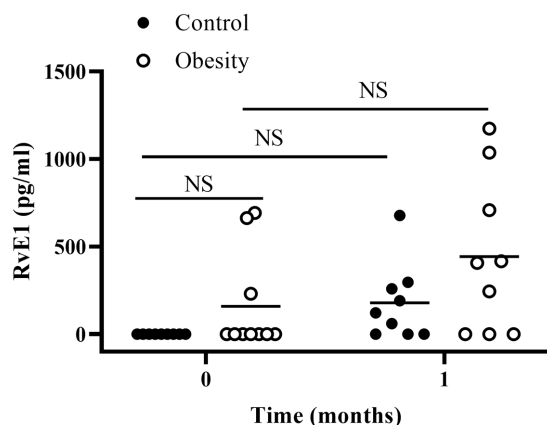 Control
Obesity
1500
1000
500
0
RvE1 (pg/ml)
NS
NS
NS
0 1
Time (months)